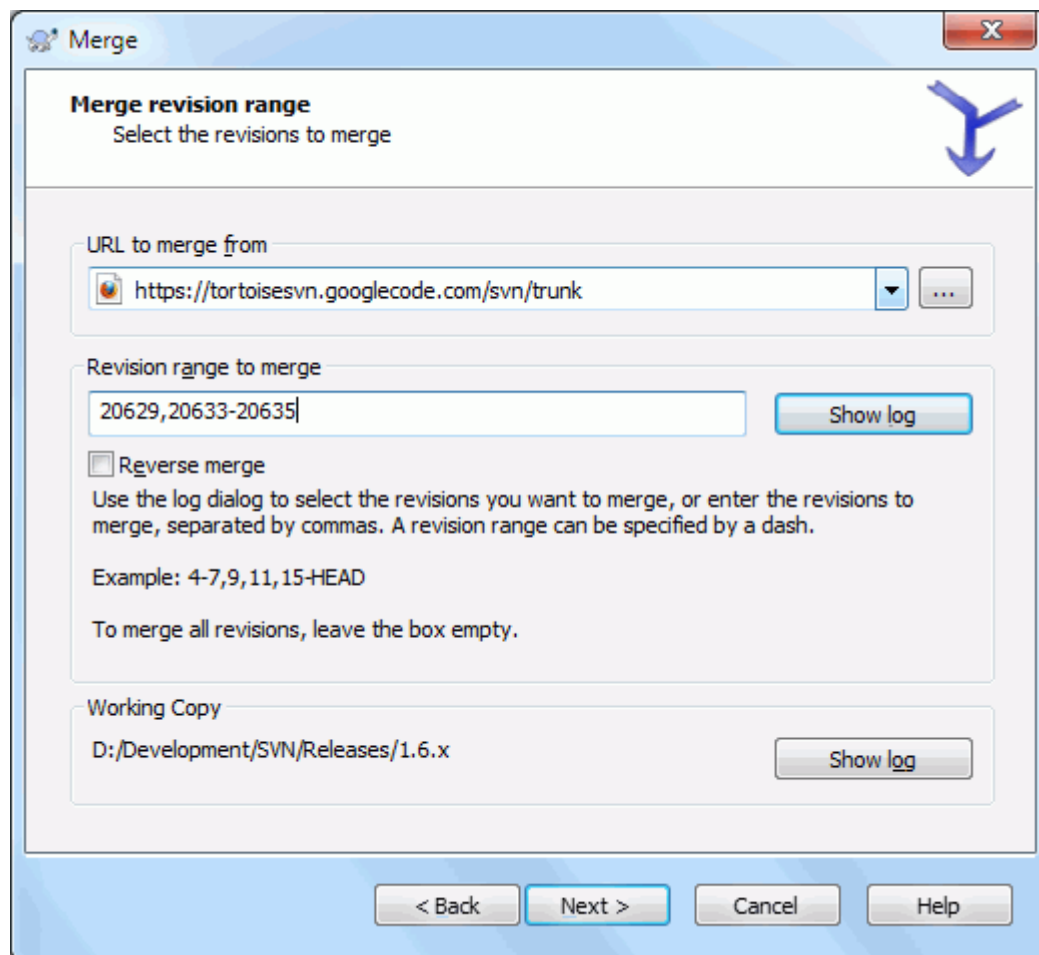 Merge
Merge revision range
Select the revisions to merge
URL to merge from
https://tortoisesvn.googlecode.com/svn/trunk
...
Revision range to merge
20629,20633-20635
Show log
Reverse merge
Use the log dialog to select the revisions you want to merge, or enter the revisions to
merge, separated by commas. A revision range can be specified by a dash.
Example: 4-7,9,11,15-HEAD
To merge all revisions, leave the box empty.
Working Copy
D:/Development/SVN/Releases/1.6.x
Show log
< Back
Next >
Cancel
Help